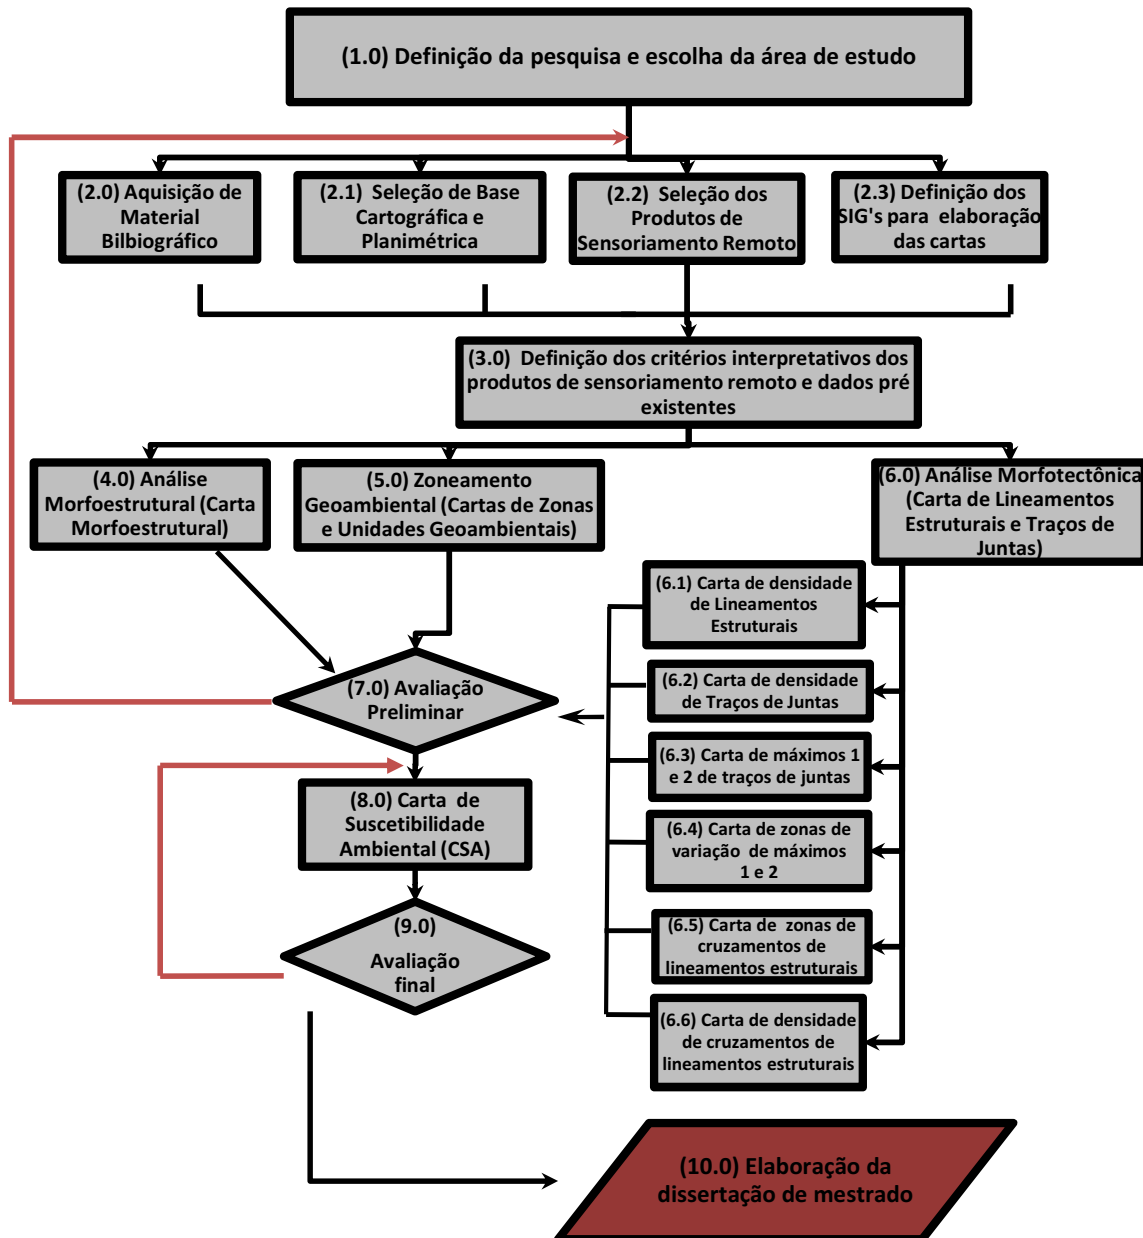 (1.0) Definição da pesquisa e escolha da área de estudo
(2.0) Aquisição de
Material
Bilbiográfico
(2.1) Seleção de Base
Cartográfica e
Planimétrica
(2.2) Seleção dos
Produtos de
Sensoriamento Remoto
(2.3) Definição dos
SIG's para elaboração
das cartas
(3.0) Definição dos critérios interpretativos dos
produtos de sensoriamento remoto e dados pré
existentes
(4.0) Análise
Morfoestrutural (Carta
Morfoestrutural)
(5.0) Zoneamento
Geoambiental (Cartas de Zonas
e Unidades Geoambientais)
(6.0) Análise Morfotectônica
(Carta de Lineamentos
Estruturais e Traços de
Juntas)
(6.1) Carta de densidade
de Lineamentos
Estruturais
(6.2) Carta de densidade
de Traços de Juntas
(6.3) Carta de máximos 1
e 2 de traços de juntas
(6.4) Carta de zonas de
variação de máximos
1 e 2
(6.5) Carta de zonas de
cruzamentos de
lineamentos estruturais
(6.6) Carta de densidade
de cruzamentos de
lineamentos estruturais
(7.0) Avaliação
Preliminar
(8.0) Carta de
Suscetibilidade
Ambiental (CSA)
(9.0)
Avaliação
final
(10.0) Elaboração da
dissertação de mestrado